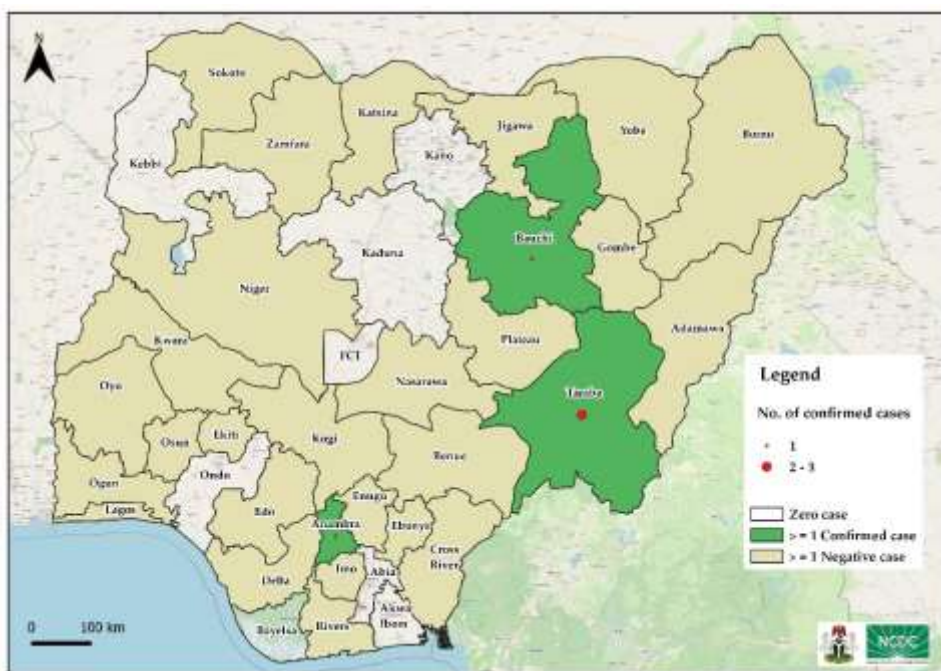 Sokoto
Katsina
Jigawa
Yobe
Borno
Zamfara
Kano
Kebbi
Bauchi
Gombe
Kaduna
Niger
Adamawa
Plateau
Kwara
FCT
Nasarawa
Taraba
Oyo
Ekiti
Osun
Kogi
Benue
Ondo
Ogun
Enugu
Lagos
Edo
Anambra
Ebonyi
Cross
River
Imo
Abia
Delta
Akwa
Ibom
Bayelsa
Rivers
0 100 km
Legend
No. of confirmed cases
1
2 - 3
Zero case
> = 1 Confirmed case
> = 1 Negative case
NCDC